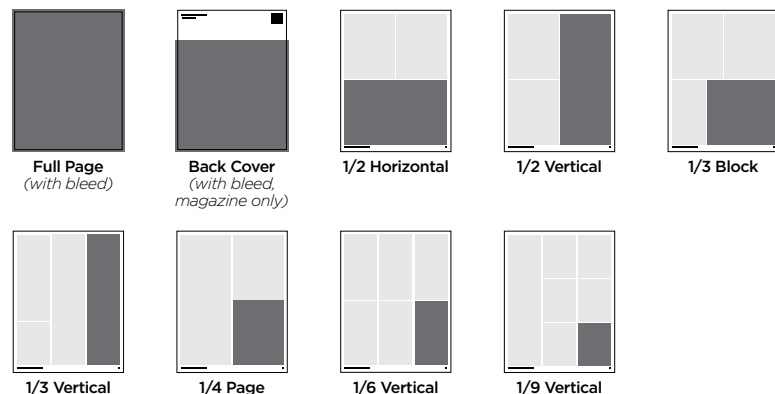 Full Page
(with bleed)
Back Cover
(with bleed,
magazine only)
1/2 Horizontal
1/2 Vertical
1/3 Block
1/3 Vertical
1/4 Page
1/6 Vertical
1/9 Vertical